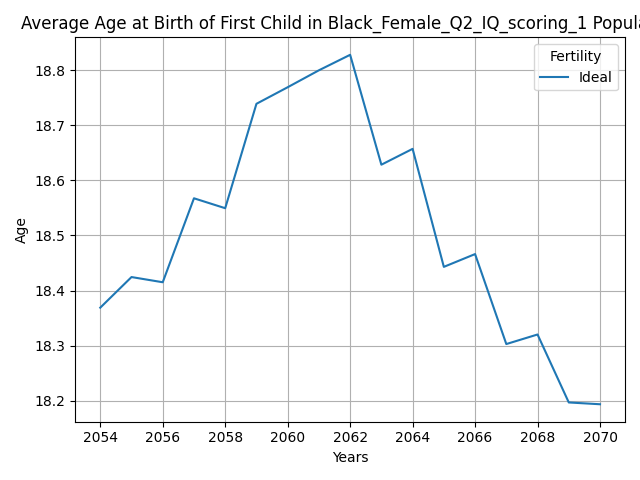 Average Age at Birth of First Child in Black_Female_Q2_IQ_scoring_1 Popula
Fertility
Ideal
18.8
18.7
18.6
18.5
18.4
18.3
18.2
Age
2054 2056 2058 2060 2062 2064 2066 2068 2070
Years